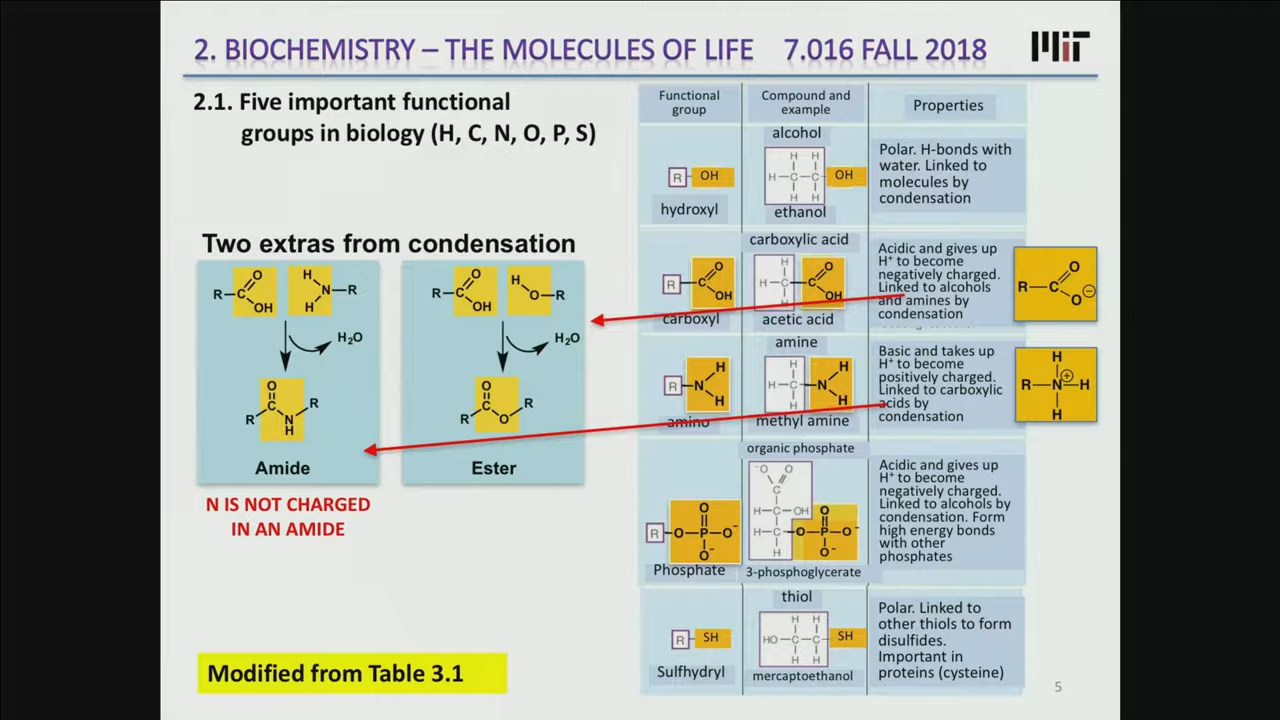 2. BIOCHEMISTRY – THE MOLECULES OF LIFE 7.016 FALL 2018
MIT
2.1. Five important functional
groups in biology (H, C, N, O, P, S)
Two extras from condensation
R C O OH H N H R
H2O
O R N H R
Amide
R C O OH H O R
H2O
O R O R
Ester
N IS NOT CHARGED
IN AN AMIDE
Modified from Table 3.1
Functional
group
Compound and
example
Properties
R OH
hydroxyl
alcohol
H H
H C C OH
H H
ethanol
Polar. H-bonds with
water. Linked to
molecules by
condensation
R C O OH
carboxyl
carboxylic acid
H
H C C O OH
H
acetic acid
Acidic and gives up
H+ to become
negatively charged.
Linked to alcohols
and amines by
condensation
R C O O⊖
R N H H
amino
amine
H
H C N H H
H
methyl amine
Basic and takes up
H+ to become
positively charged.
Linked to carboxylic
acids by
condensation
H
R N ⊕ H
H
O
R O P O-
O-
Phosphate
organic phosphate
-O O
C
H C OH O
H C O P O-
H O-
3-phosphoglycerate
Acidic and gives up
H+ to become
negatively charged.
Linked to alcohols by
condensation. Form
high energy bonds
with other
phosphates
R SH
Sulfhydryl
thiol
H H
HO C C SH
H H
mercaptoethanol
Polar. Linked to
other thiols to form
disulfides.
Important in
proteins (cysteine)
5